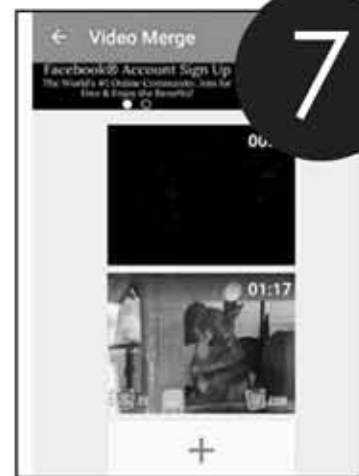 ← Video Merge
7
Facebook® Account Sign Up
The World's #1 Online Community, Join for
Free & Enjoy the Benefits!
01:17
+